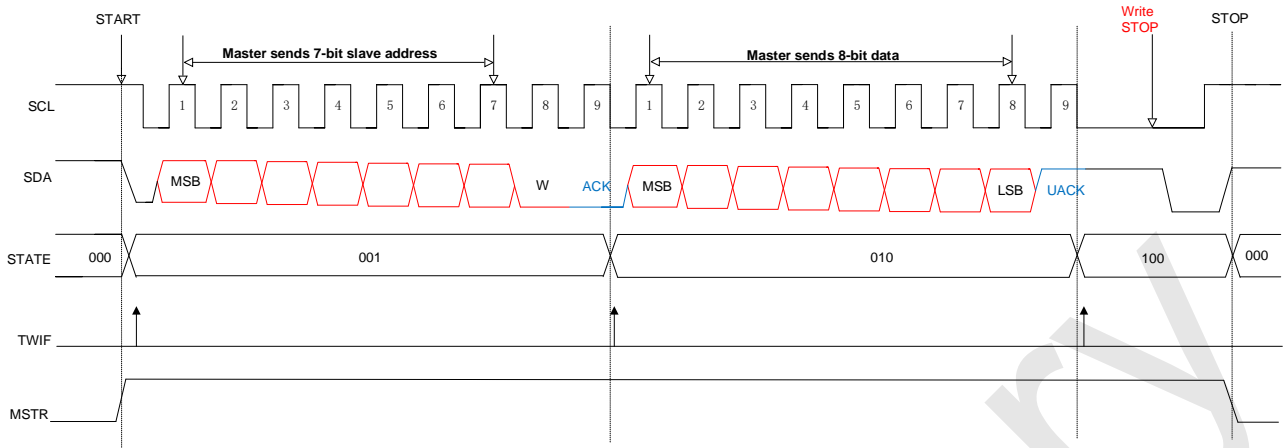 START
Write
STOP
STOP
Master sends 7-bit slave address
Master sends 8-bit data
SCL
1 2 3 4 5 6 7 8 9 1 2 3 4 5 6 7 8 9
SDA
MSB W ACK MSB LSB UACK
STATE
000 001 010 100 000
TWIF
MSTR
ry